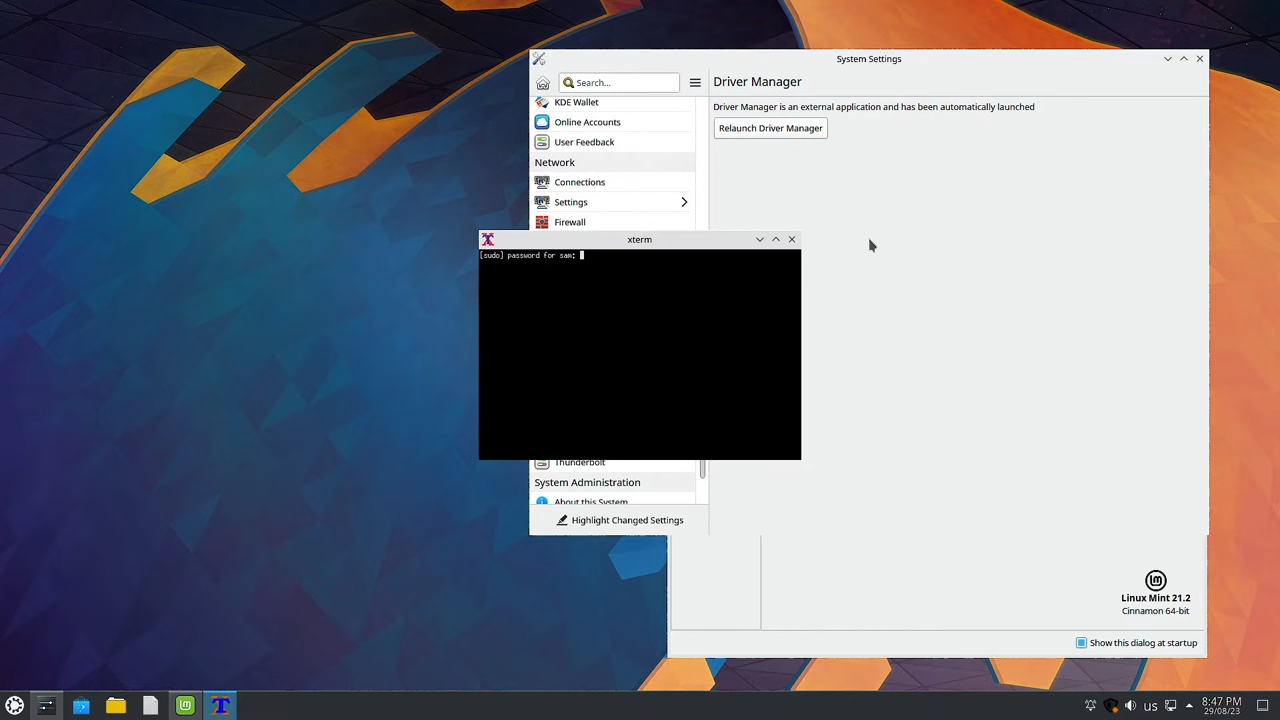 System Settings
Search...
Driver Manager
KDE Wallet
Driver Manager is an external application and has been automatically launched
Online Accounts
Relaunch Driver Manager
User Feedback
Network
Connections
Settings
Firewall
xterm
[sudo] password for sam:
Thunderbolt
System Administration
About this System
Highlight Changed Settings
Linux Mint 21.2
Cinnamon 64-bit
Show this dialog at startup
us
8:47 PM
29/08/23